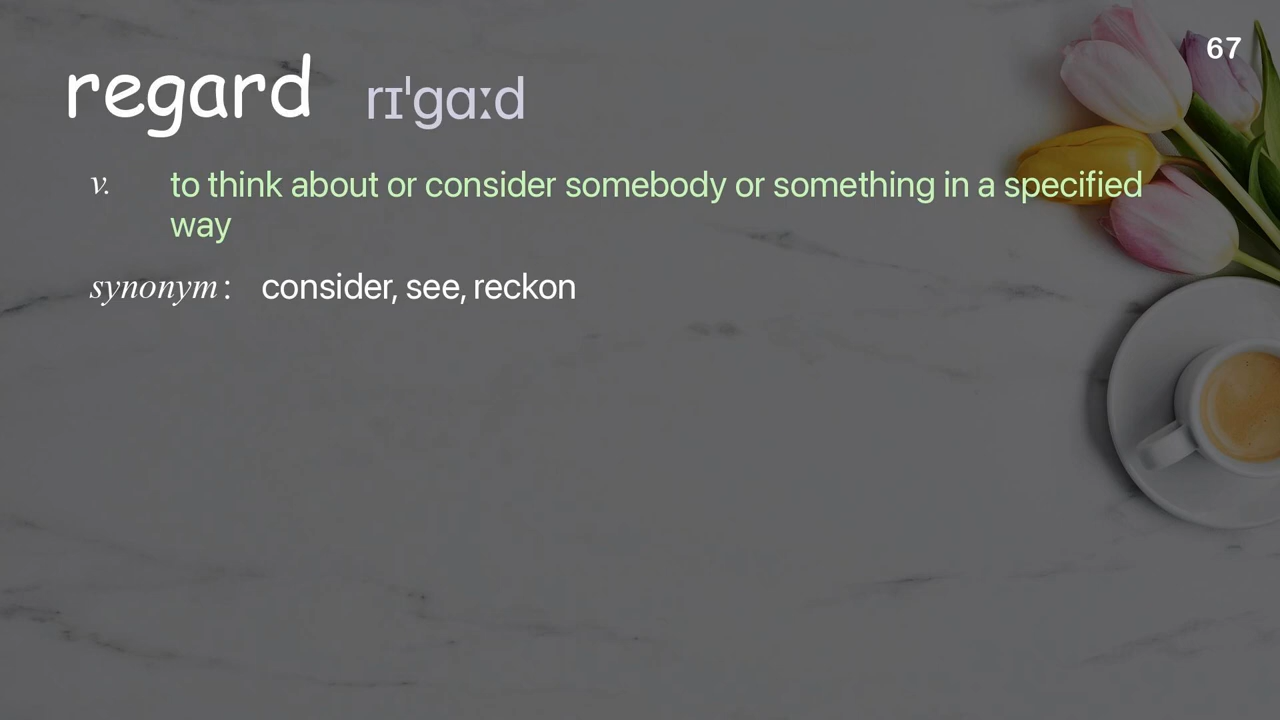 67
regard rɪˈɡɑːd
v. to think about or consider somebody or something in a specified
way
synonym: consider, see, reckon